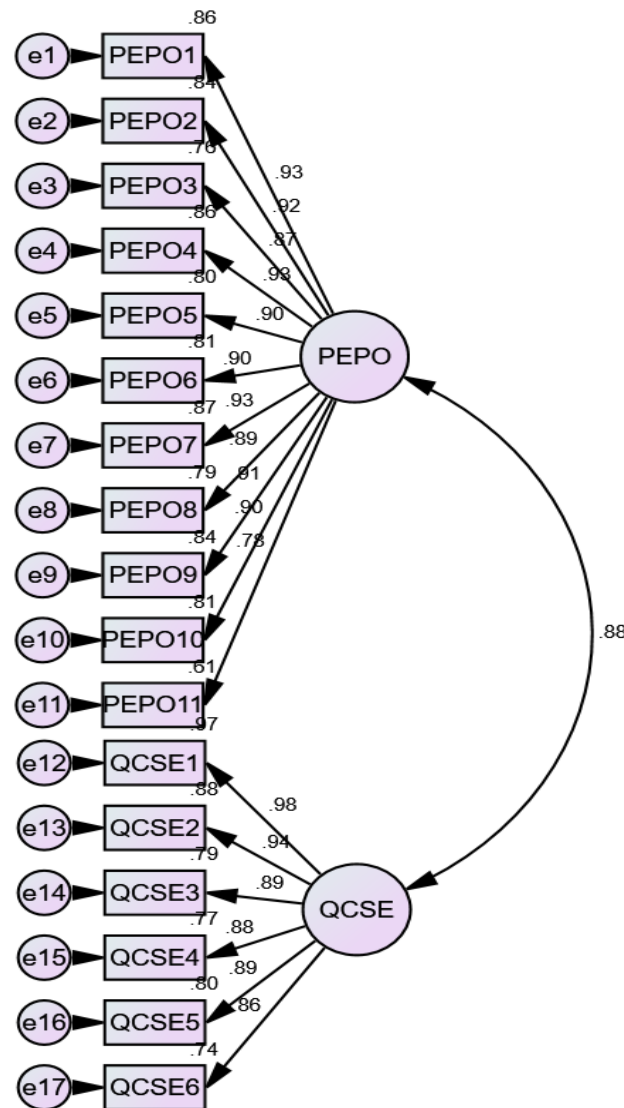 .86
e1 PEPO1
.84
e2 PEPO2
.76
e3 PEPO3
.93
.86
.92
e4 PEPO4
.87
.80
.93
e5 PEPO5
.90
.81
PEPO
e6 PEPO6
.90
.87
.93
e7 PEPO7
.89
.79
.91
e8 PEPO8
.90
.84
.78
e9 PEPO9
.81
e10 PEPO10
.88
.61
e11 PEPO11
.97
e12 QCSE1
.88
.98
e13 QCSE2
.94
.79
e14 QCSE3
.89
QCSE
.77
.88
e15 QCSE4
.89
.80
.86
e16 QCSE5
.74
e17 QCSE6